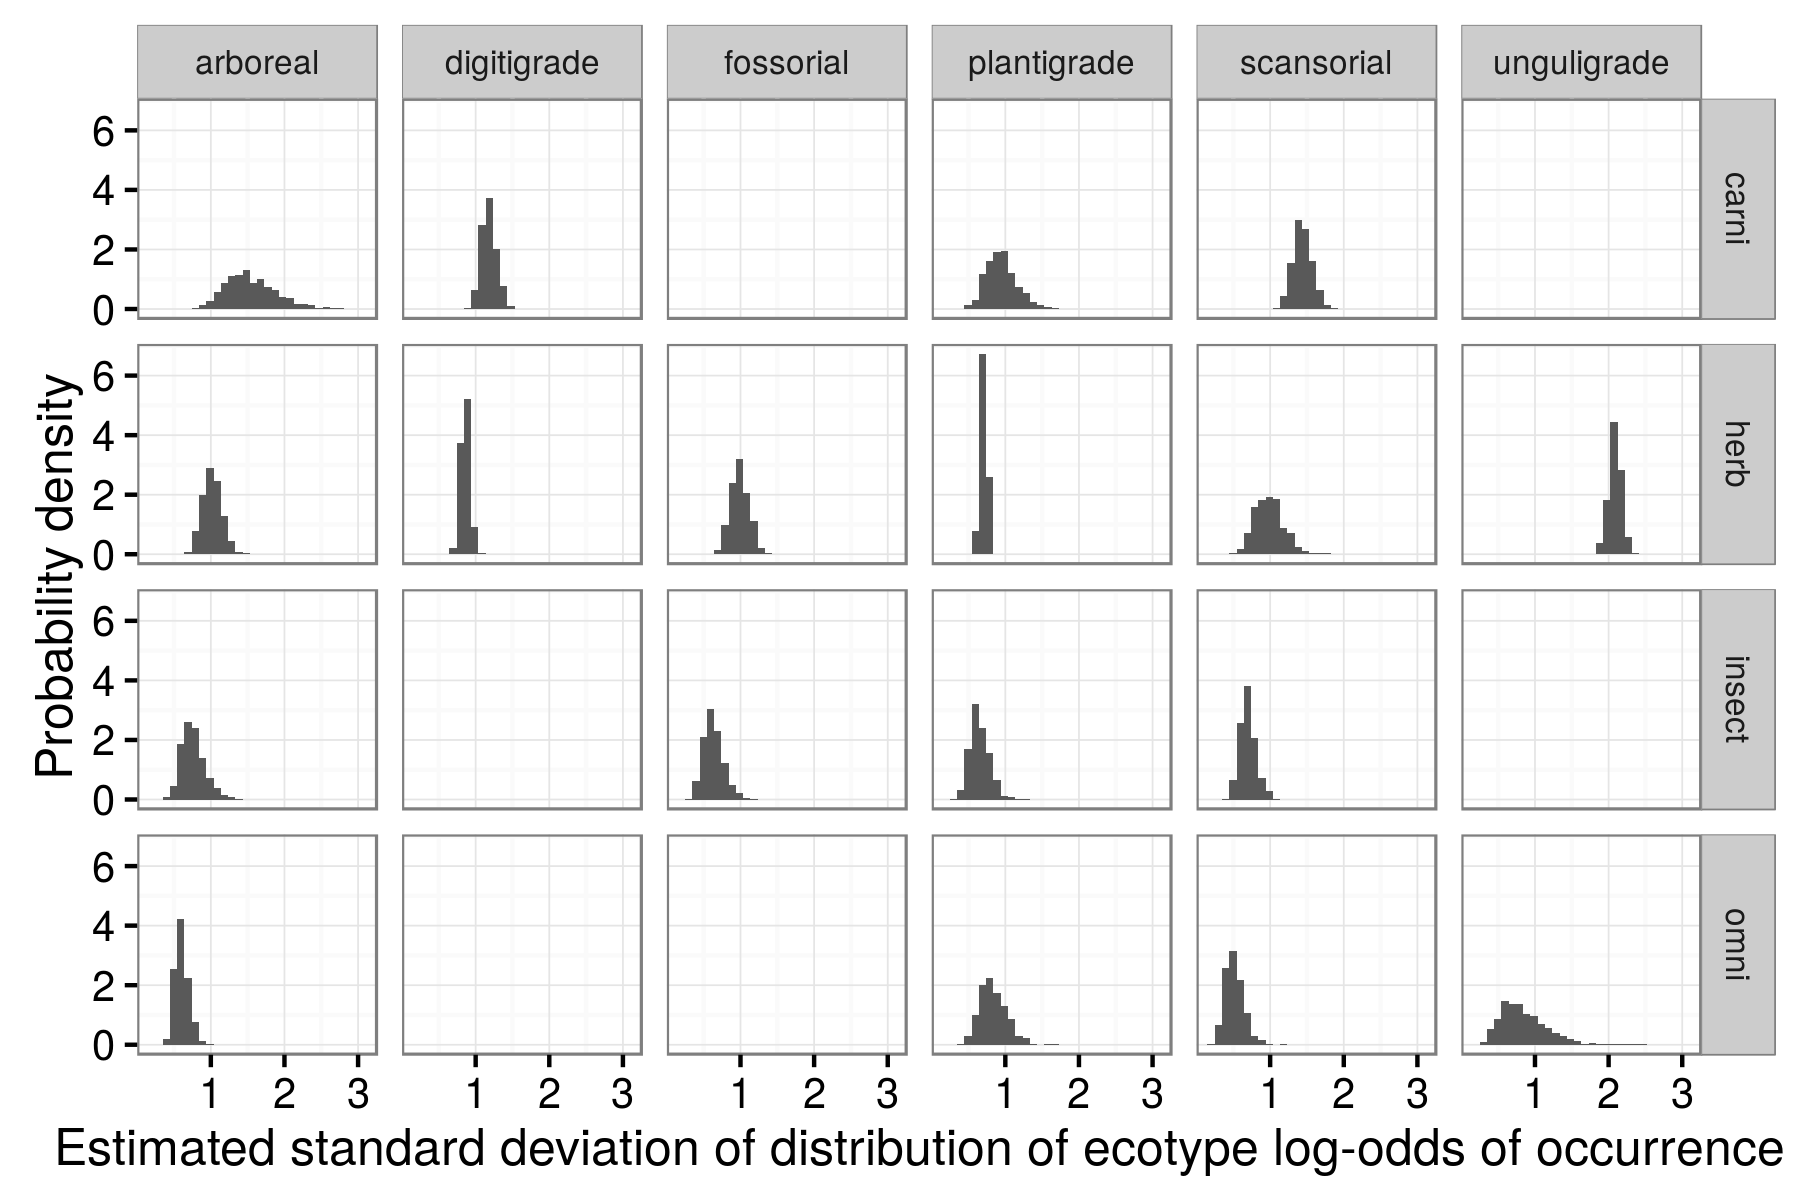 arboreal digitigrade fossorial plantigrade scansorial unguligrade
6
4
2
0
carni
6
4
2
0
herb
6
4
2
0
insect
6
4
2
0
omni
Probability density
1 2 3 1 2 3 1 2 3 1 2 3 1 2 3 1 2 3
Estimated standard deviation of distribution of ecotype log-odds of occurrence